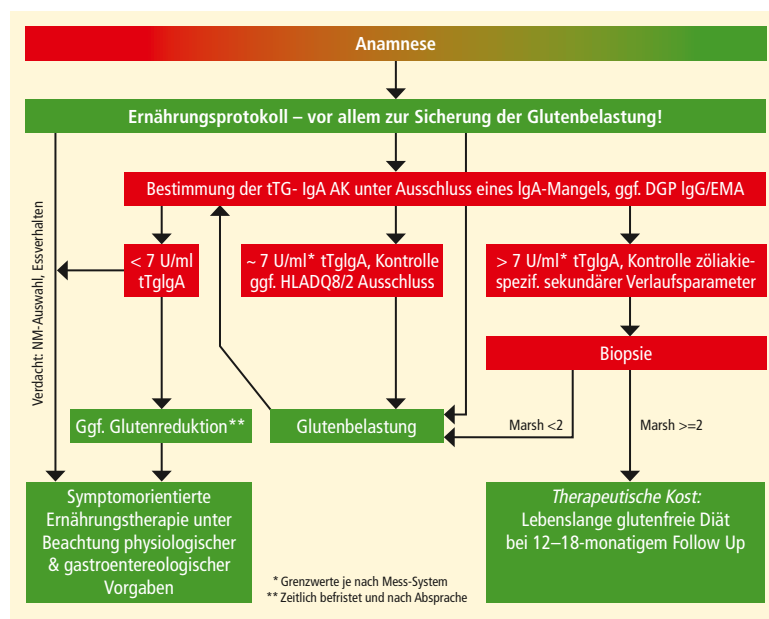 Anamnese
Ernährungsprotokoll – vor allem zur Sicherung der Glutenbelastung!
Bestimmung der tTG- IgA AK unter Ausschluss eines IgA-Mangels, ggf. DGP IgG/EMA
Verdacht: NM-Auswahl, Essverhalten
< 7 U/ml
tTgIgA
~ 7 U/ml* tTgIgA, Kontrolle
ggf. HLADQ8/2 Ausschluss
> 7 U/ml* tTgIgA, Kontrolle zöliakie-
spezif. sekundärer Verlaufsparameter
Biopsie
Ggf. Glutenreduktion**
Glutenbelastung
Marsh <2
Marsh >=2
Symptomorientierte
Ernährungstherapie unter
Beachtung physiologischer
& gastroentereologischer
Vorgaben
Therapeutische Kost:
Lebenslange glutenfreie Diät
bei 12–18-monatigem Follow Up
* Grenzwerte je nach Mess-System
** Zeitlich befristet und nach Absprache